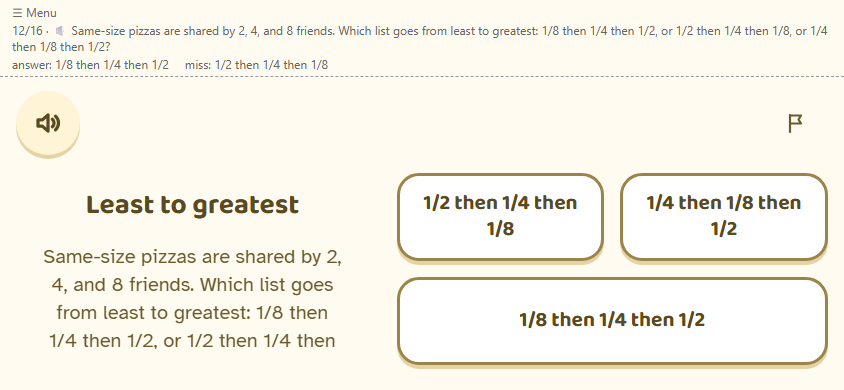 ☰ Menu
12/16 · Same-size pizzas are shared by 2, 4, and 8 friends. Which list goes from least to greatest: 1/8 then 1/4 then 1/2, or 1/2 then 1/4 then 1/8, or 1/4
then 1/8 then 1/2?
answer: 1/8 then 1/4 then 1/2 miss: 1/2 then 1/4 then 1/8
Least to greatest
Same-size pizzas are shared by 2,
4, and 8 friends. Which list goes
from least to greatest: 1/8 then
1/4 then 1/2, or 1/2 then 1/4 then
1/2 then 1/4 then
1/8
1/4 then 1/8 then
1/2
1/8 then 1/4 then 1/2